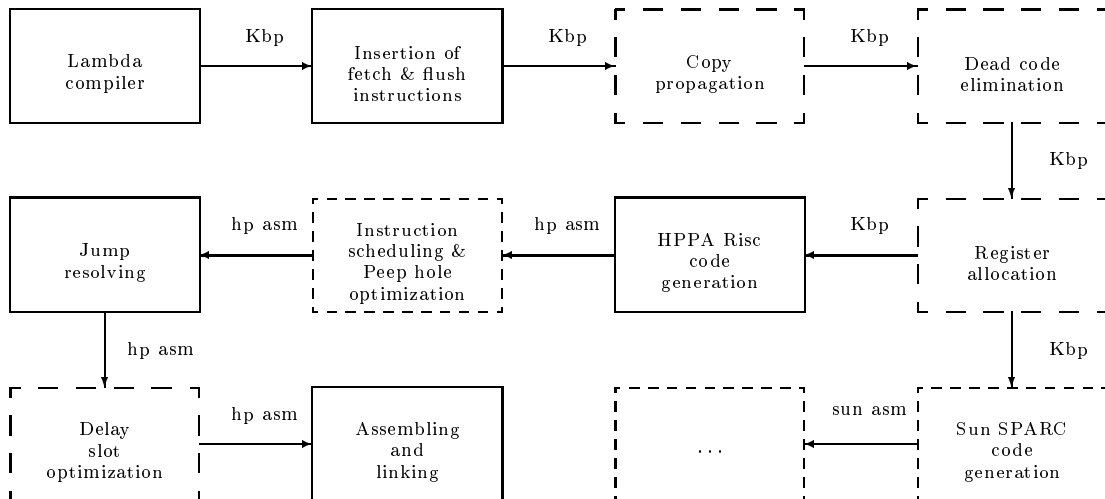 Kbp
Kbp
Kbp
Lambda
compiler
Insertion of
fetch & flush
instructions
Copy
propagation
Dead code
elimination
Kbp
hp asm
hp asm
Kbp
Jump
resolving
Instruction
scheduling &
Peep hole
optimization
HPPA Risc
code
generation
Register
allocation
hp asm
Kbp
hp asm
sun asm
Delay
slot
optimization
Assembling
and
linking
...
Sun SPARC
code
generation